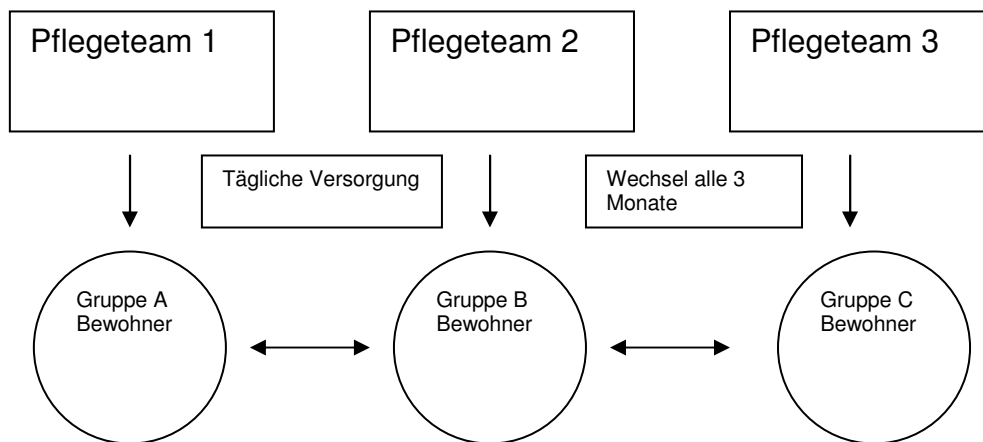 Pflegeteam 1
Pflegeteam 2
Pflegeteam 3
Tägliche Versorgung
Wechsel alle 3
Monate
Gruppe A
Bewohner
Gruppe B
Bewohner
Gruppe C
Bewohner